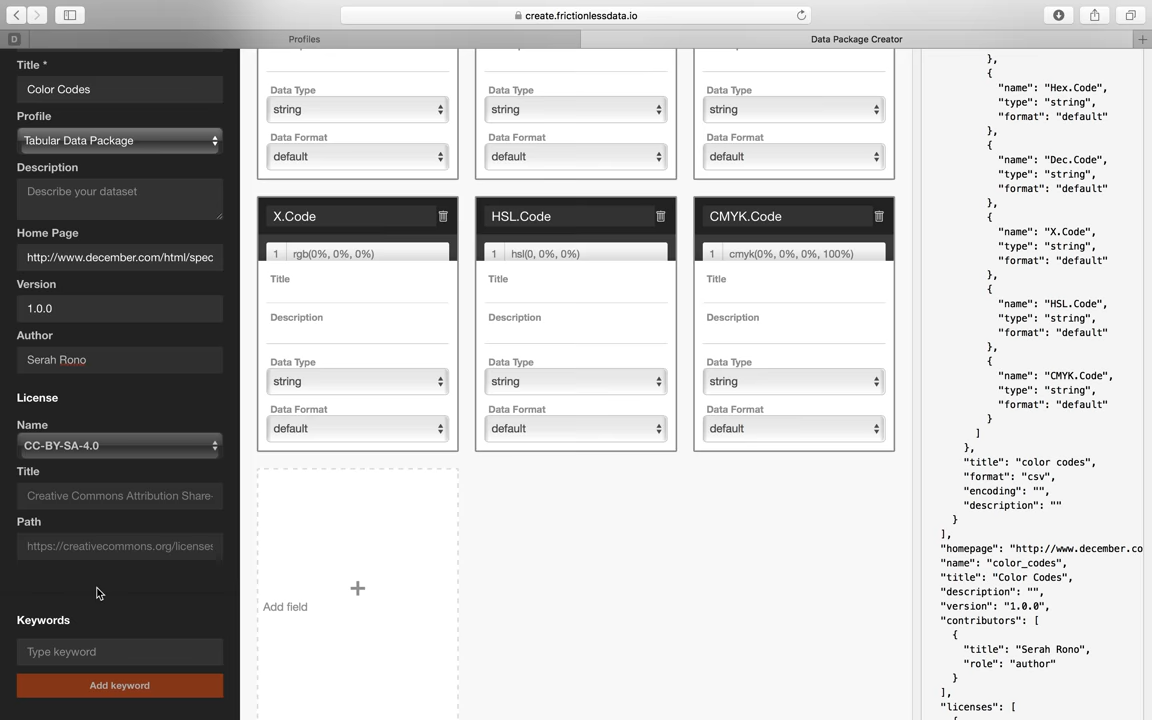 create.frictionlessdata.io
D
Profiles
Data Package Creator
Title *
Color Codes
Profile
Tabular Data Package
Description
Describe your dataset
Home Page
http://www.december.com/html/spec
Version
1.0.0
Author
Serah Rono
License
Name
CC-BY-SA-4.0
Title
Creative Commons Attribution Share-
Path
https://creativecommons.org/licenses
Keywords
Type keyword
Add keyword
Data Type
string
Data Format
default
Data Type
string
Data Format
default
Data Type
string
Data Format
default
X.Code
1 rgb(0%, 0%, 0%)
Title
Description
Data Type
string
Data Format
default
HSL.Code
1 hsl(0, 0%, 0%)
Title
Description
Data Type
string
Data Format
default
CMYK.Code
1 cmyk(0%, 0%, 0%, 100%)
Title
Description
Data Type
string
Data Format
default
+
Add field
},
{
"name": "Hex.Code",
"type": "string",
"format": "default"
},
{
"name": "Dec.Code",
"type": "string",
"format": "default"
},
{
"name": "X.Code",
"type": "string",
"format": "default"
},
{
"name": "HSL.Code",
"type": "string",
"format": "default"
},
{
"name": "CMYK.Code",
"type": "string",
"format": "default"
}
]
},
"title": "color codes",
"format": "csv",
"encoding": "",
"description": ""
}
],
"homepage": "http://www.december.co
"name": "color_codes",
"title": "Color Codes",
"description": "",
"version": "1.0.0",
"contributors": [
{
"title": "Serah Rono",
"role": "author"
}
],
"licenses": [
{